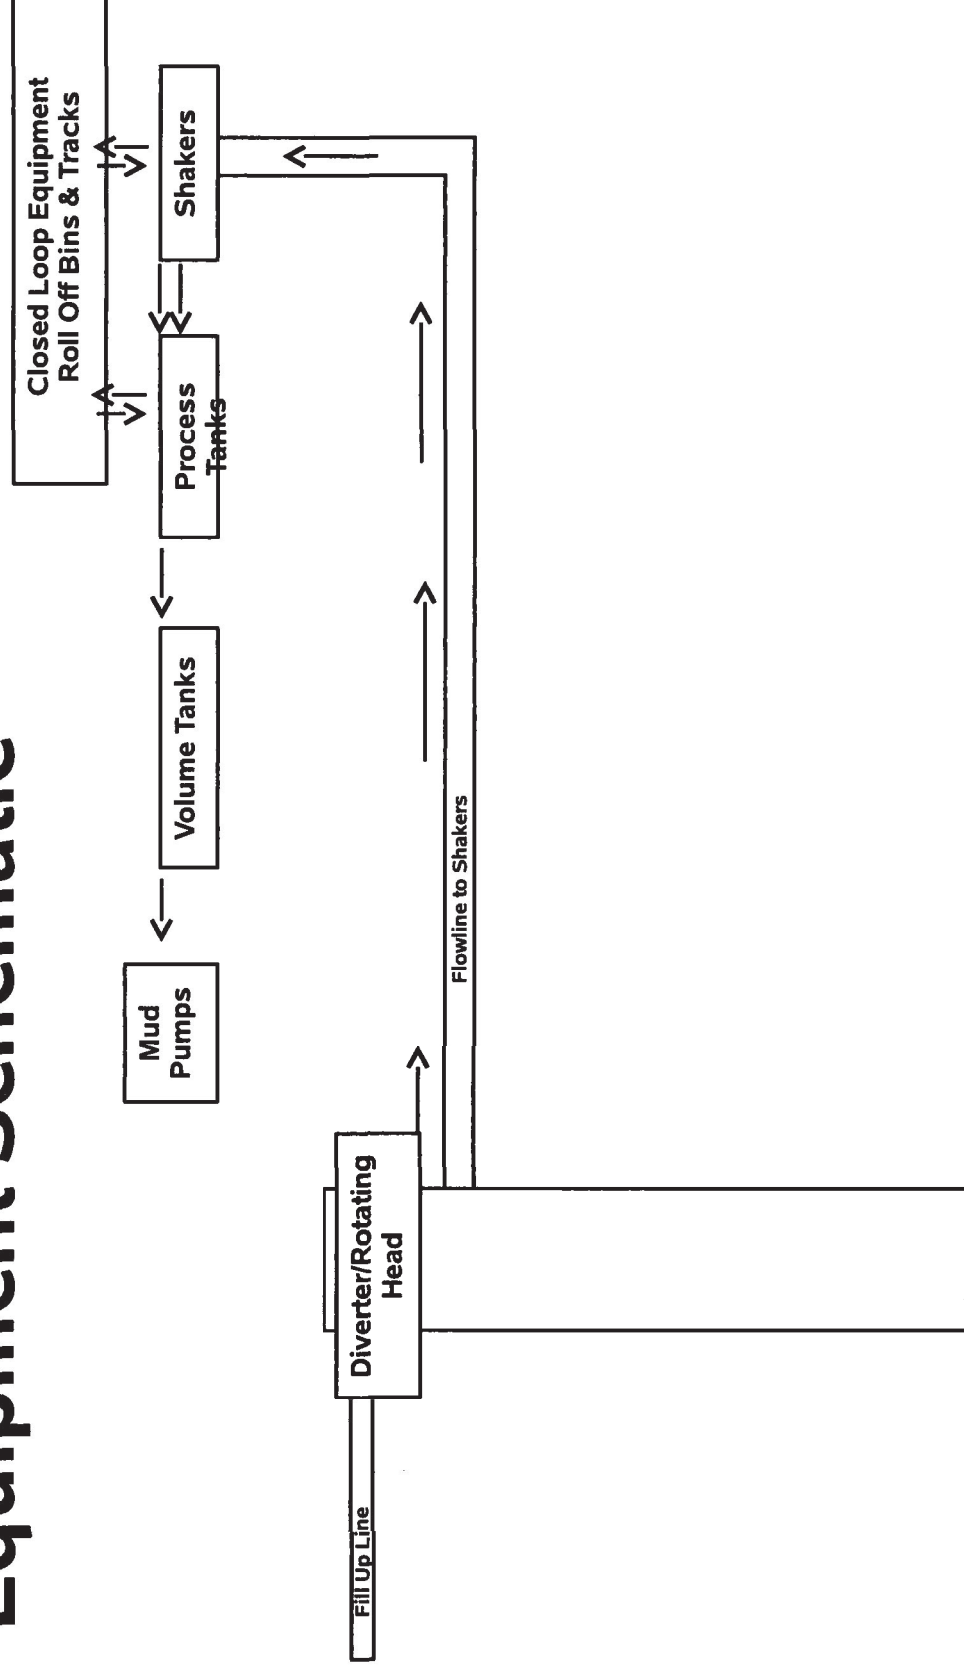 Equipment Schematic
Closed Loop Equipment
Roll Off Bins & Tracks
Mud
Pumps
Volume Tanks
Process
Tanks
Shakers
Fill Up Line
Diverter/Rotating
Head
Flowline to Shakers